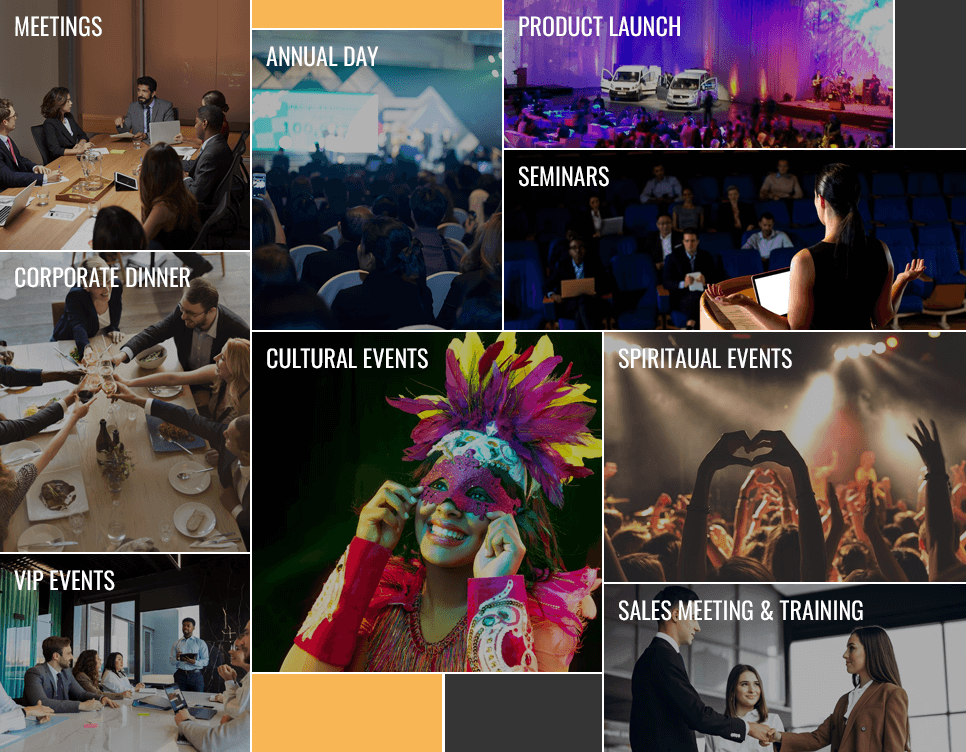 MEETINGS
ANNUAL DAY
PRODUCT LAUNCH
SEMINARS
CORPORATE DINNER
CULTURAL EVENTS
SPIRITAUAL EVENTS
VIP EVENTS
SALES MEETING & TRAINING